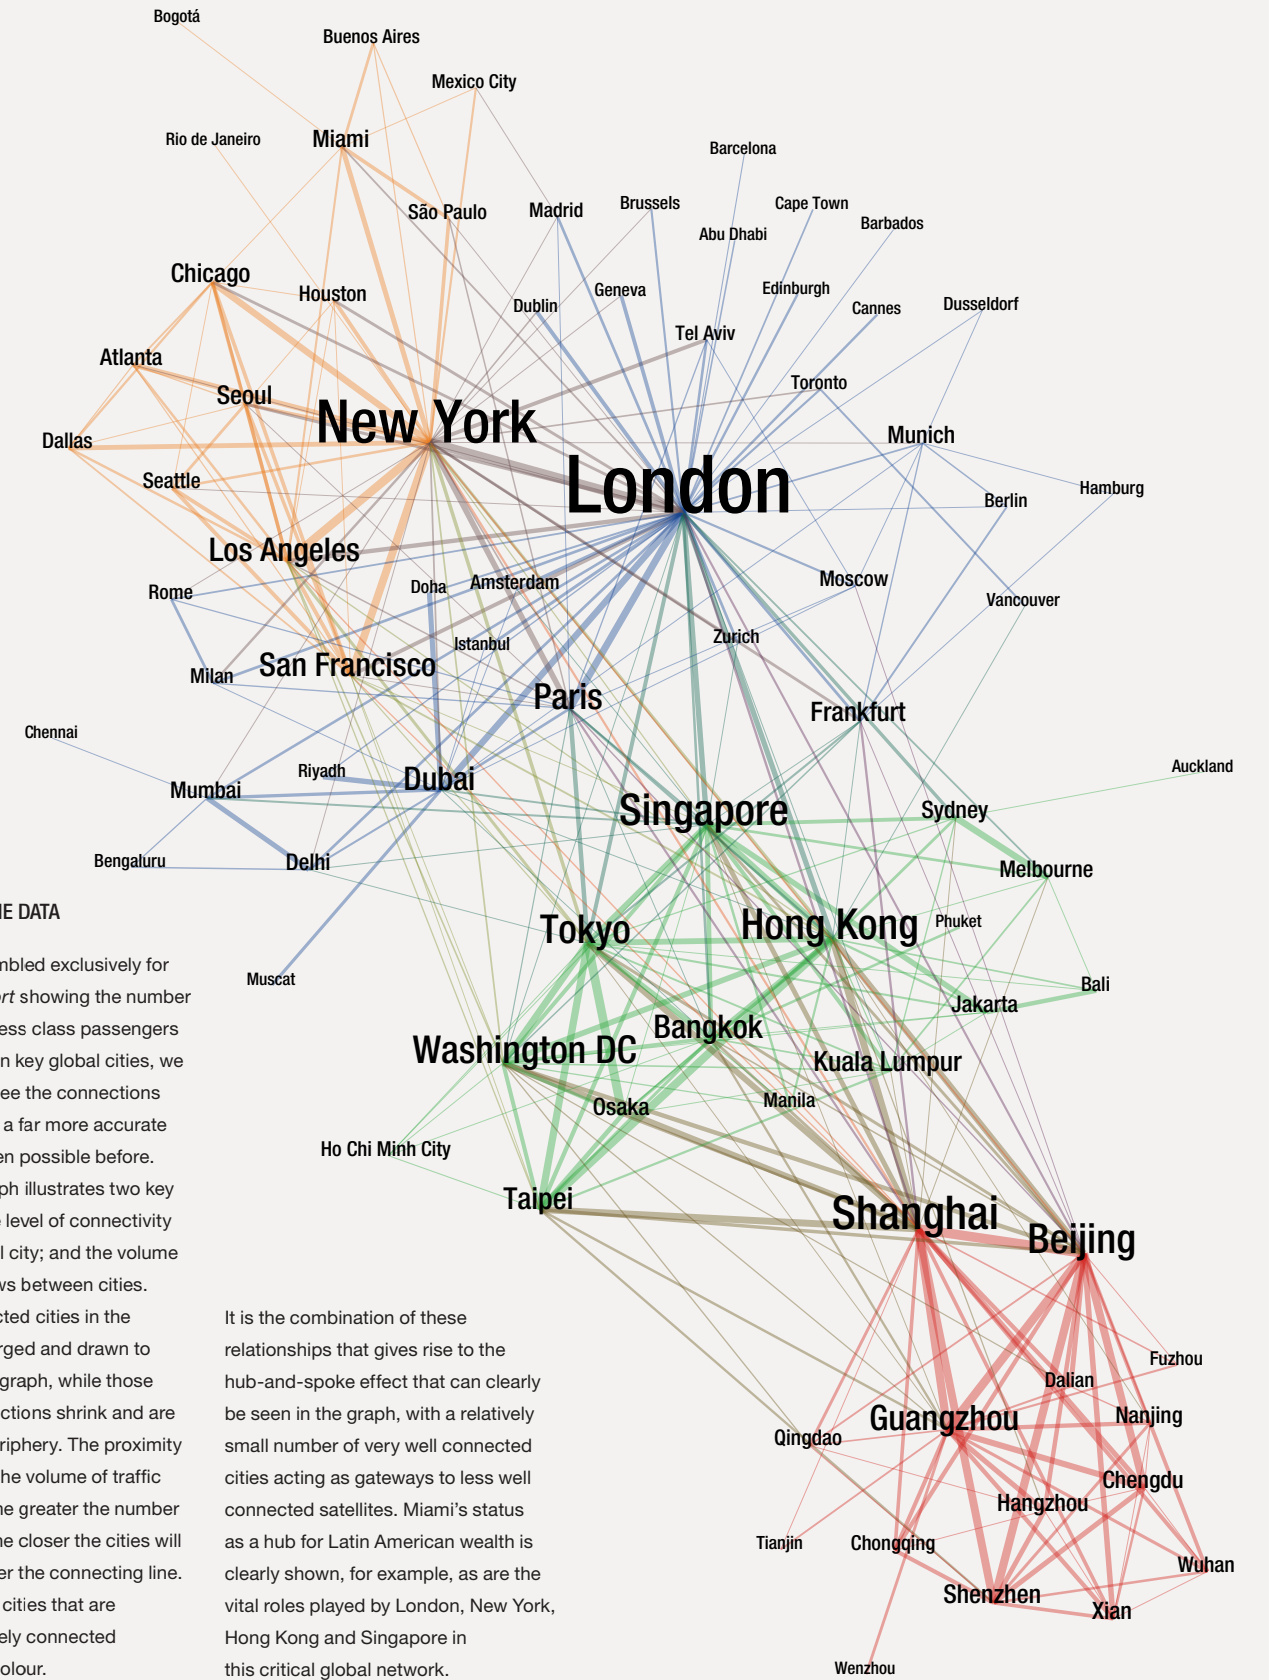 Bogotá
Buenos Aires
Mexico City
Rio de Janeiro
Miami
Barcelona
São Paulo
Madrid
Brussels
Cape Town
Abu Dhabi
Barbados
Chicago
Houston
Dublin
Geneva
Edinburgh
Cannes
Dusseldorf
Tel Aviv
Atlanta
Seoul
Toronto
New York
Dallas
Munich
Seattle
London
Berlin
Hamburg
Los Angeles
Rome
Doha
Amsterdam
Moscow
Vancouver
Istanbul
Zurich
Milan
San Francisco
Paris
Frankfurt
Chennai
Mumbai
Riyadh
Dubai
Auckland
Singapore
Sydney
Bengaluru
Delhi
Melbourne
Tokyo
Hong Kong
Phuket
Muscat
Bali
Jakarta
Washington DC
Bangkok
Kuala Lumpur
Osaka
Manila
Ho Chi Minh City
Taipei
Shanghai
Beijing
Fuzhou
Dalian
Guangzhou
Nanjing
Qingdao
Chengdu
Hangzhou
Tianjin
Chongqing
Wuhan
Shenzhen
Xian
Wenzhou
IE DATA
mbled exclusively for
ort showing the number
ess class passengers
n key global cities, we
ee the connections
a far more accurate
en possible before.
ph illustrates two key
e level of connectivity
l city; and the volume
ws between cities.
cted cities in the
rged and drawn to
graph, while those
ctions shrink and are
riphery. The proximity
he volume of traffic
he greater the number
he closer the cities will
er the connecting line.
cities that are
ely connected
olour.
It is the combination of these
relationships that gives rise to the
hub-and-spoke effect that can clearly
be seen in the graph, with a relatively
small number of very well connected
cities acting as gateways to less well
connected satellites. Miami’s status
as a hub for Latin American wealth is
clearly shown, for example, as are the
vital roles played by London, New York,
Hong Kong and Singapore in
this critical global network.